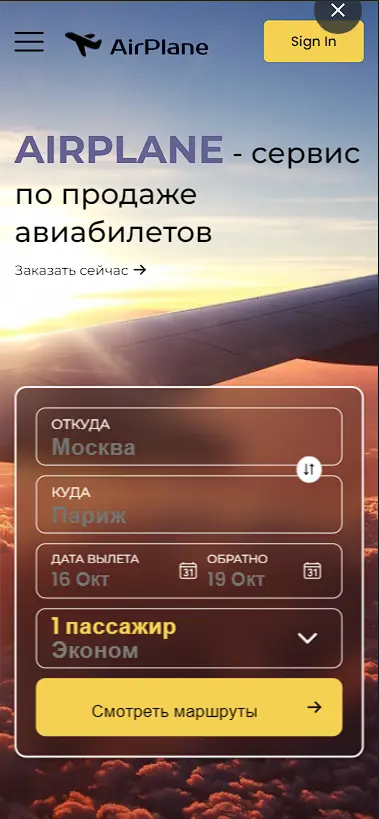 AirPlane
Sign In
AIRPLANE - сервис
по продаже
авиабилетов
Заказать сейчас
ОТКУДА
Москва
КУДА
Париж
ДАТА ВЫЛЕТА
ОБРАТНО
16 Окт
31
19 Окт
31
1 пассажир
Эконом
Смотреть маршруты